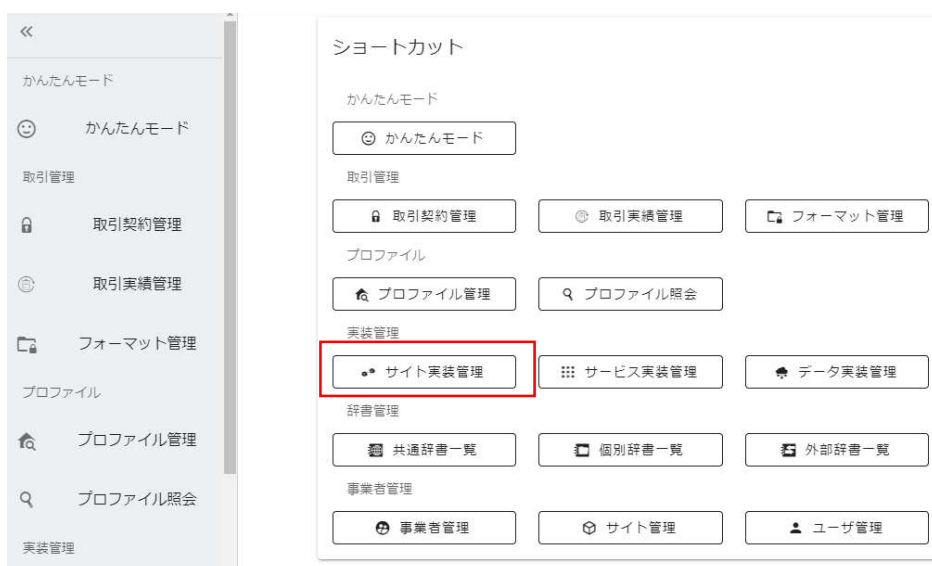 «
かんたんモード
かんたんモード
取引管理
取引契約管理
取引実績管理
フォーマット管理
プロファイル
プロファイル管理
プロファイル照会
実装管理
ショートカット
かんたんモード
かんたんモード
取引管理
取引契約管理 取引実績管理 フォーマット管理
プロファイル
プロファイル管理 プロファイル照会
実装管理
サイト実装管理 サービス実装管理 データ実装管理
辞書管理
共通辞書一覧 個別辞書一覧 外部辞書一覧
事業者管理
事業者管理 サイト管理 ユーザ管理